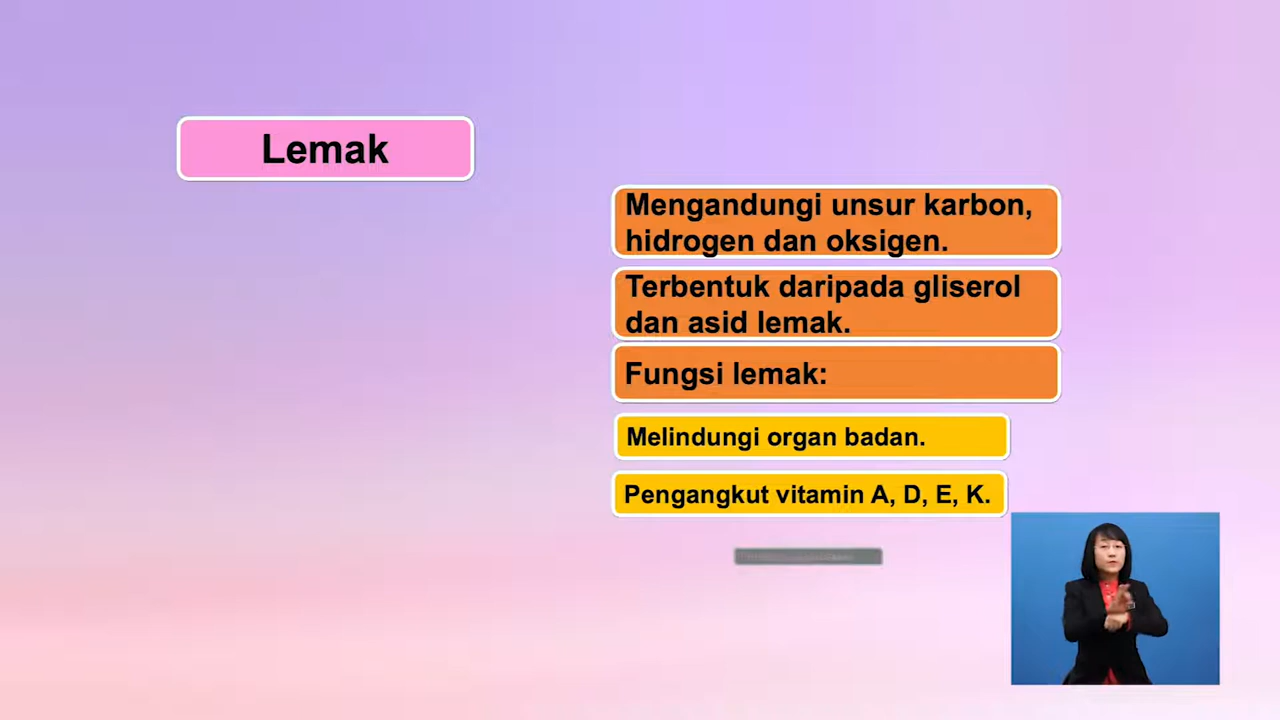 Lemak
Mengandungi unsur karbon,
hidrogen dan oksigen.
Terbentuk daripada gliserol
dan asid lemak.
Fungsi lemak:
Melindungi organ badan.
Pengangkut vitamin A, D, E, K.